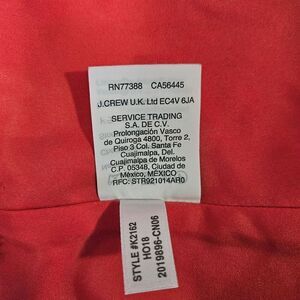 RN77388 CA56445
J.CREW U.K. Ltd EC4V 6JA
SERVICE TRADING
S.A. DE C.V.
Prolongación Vasco
de Quiroga 4800, Torre 2,
Piso 3 Col. Santa Fe
Cuajimalpa, Del.
Cuajimalpa de Morelos
C.P. 05348, Ciudad de
México, MÉXICO
RFC: STR921014AR0
STYLE #K2162
HO18
2019896-CN06